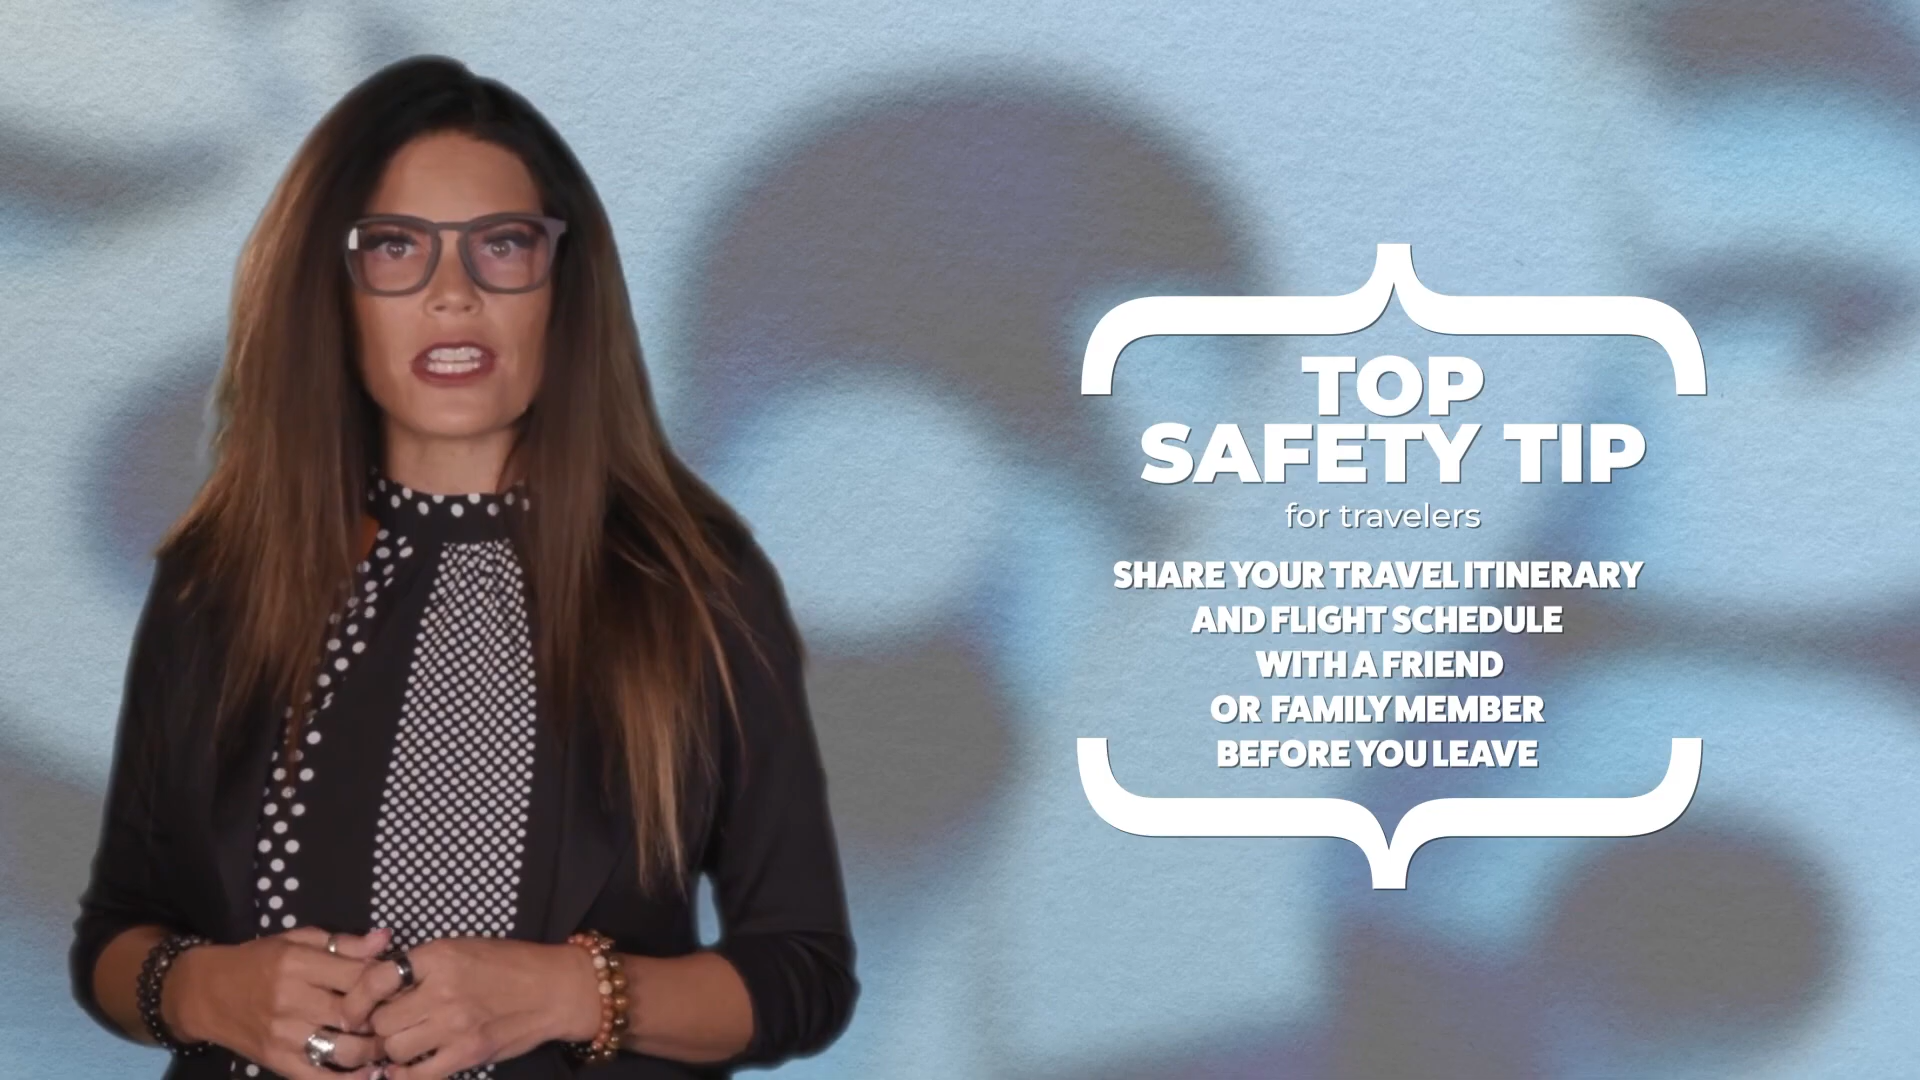 TOP
SAFETY TIP
for travelers
SHARE YOUR TRAVEL ITINERARY
AND FLIGHT SCHEDULE
WITH A FRIEND
OR FAMILY MEMBER
BEFORE YOU LEAVE